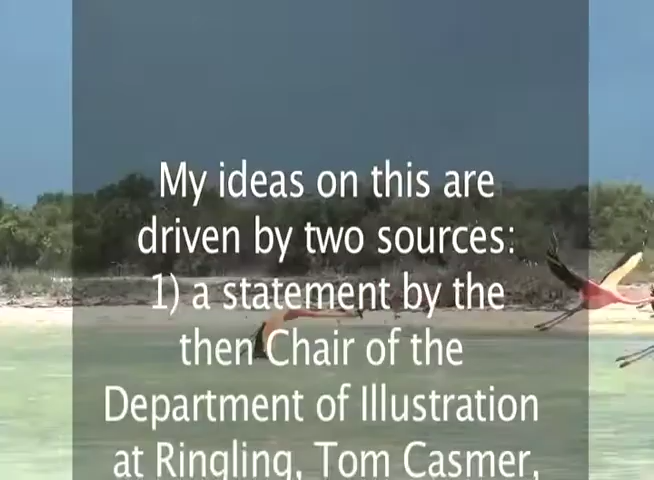 My ideas on this are
driven by two sources:
1) a statement by the
then Chair of the
Department of Illustration
at Ringling, Tom Casmer,